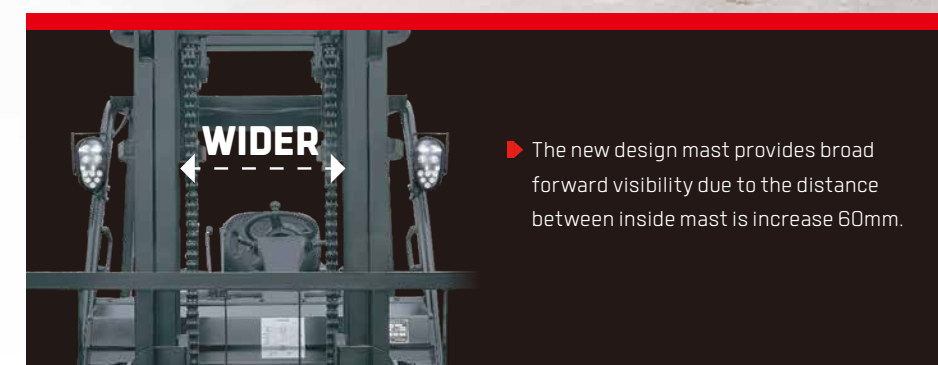 WIDER
The new design mast provides broad
forward visibility due to the distance
between inside mast is increase 60mm.